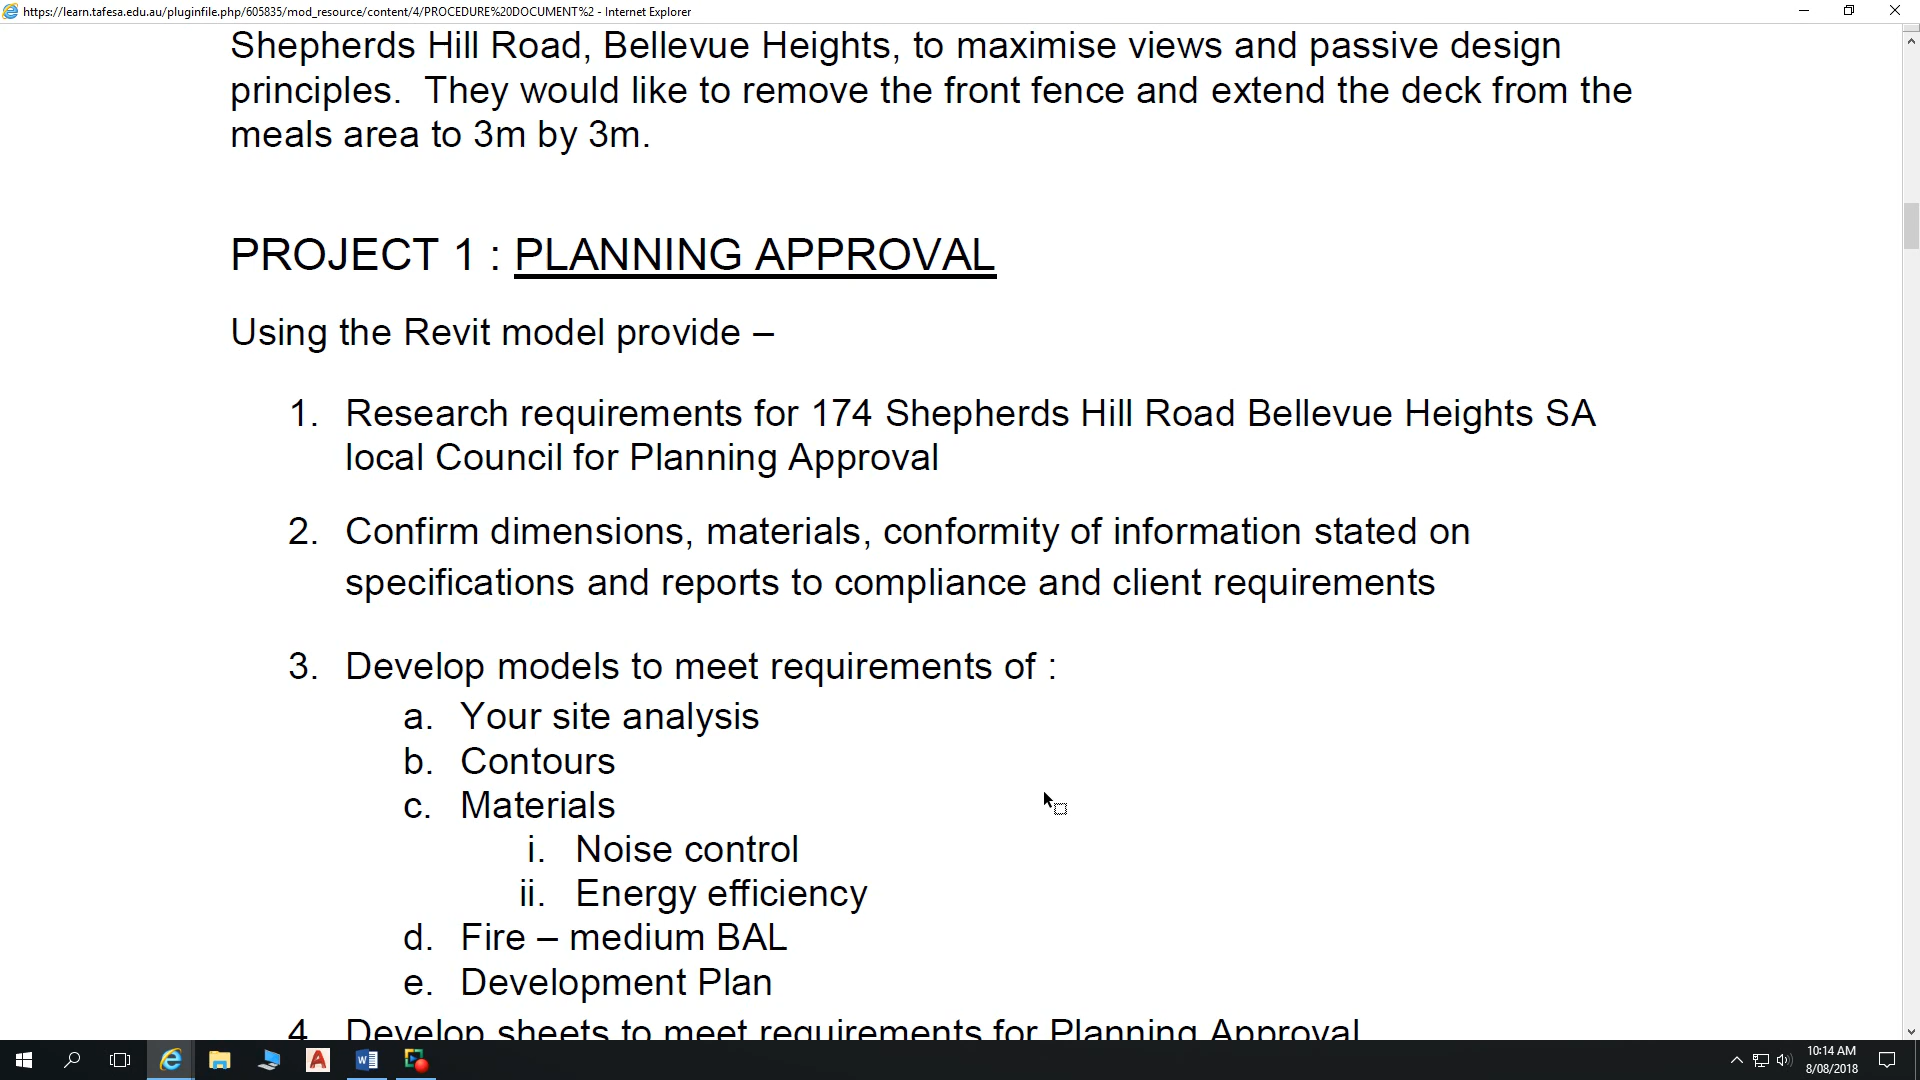 https://learn.tafesa.edu.au/pluginfile.php/605835/mod_resource/content/4/PROCEDURE%20DOCUMENT%2 - Internet Explorer
Shepherds Hill Road, Bellevue Heights, to maximise views and passive design
principles.  They would like to remove the front fence and extend the deck from the
meals area to 3m by 3m.
PROJECT 1 : PLANNING APPROVAL
Using the Revit model provide –
1. Research requirements for 174 Shepherds Hill Road Bellevue Heights SA
local Council for Planning Approval
2. Confirm dimensions, materials, conformity of information stated on
specifications and reports to compliance and client requirements
3. Develop models to meet requirements of :
a. Your site analysis
b. Contours
c. Materials
i. Noise control
ii. Energy efficiency
d. Fire – medium BAL
e. Development Plan
4. Develop sheets to meet requirements for Planning Approval
10:14 AM
8/08/2018